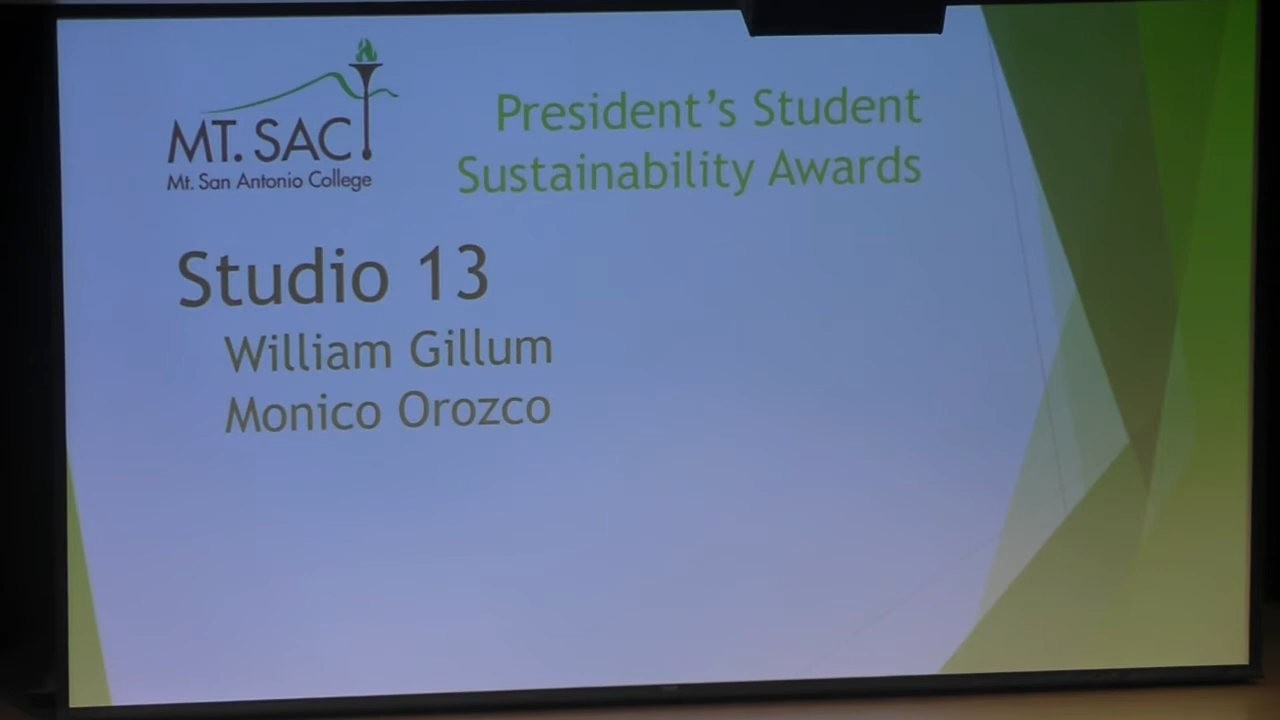 MT. SAC
Mt. San Antonio College
President's Student
Sustainability Awards
Studio 13
William Gillum
Monico Orozco